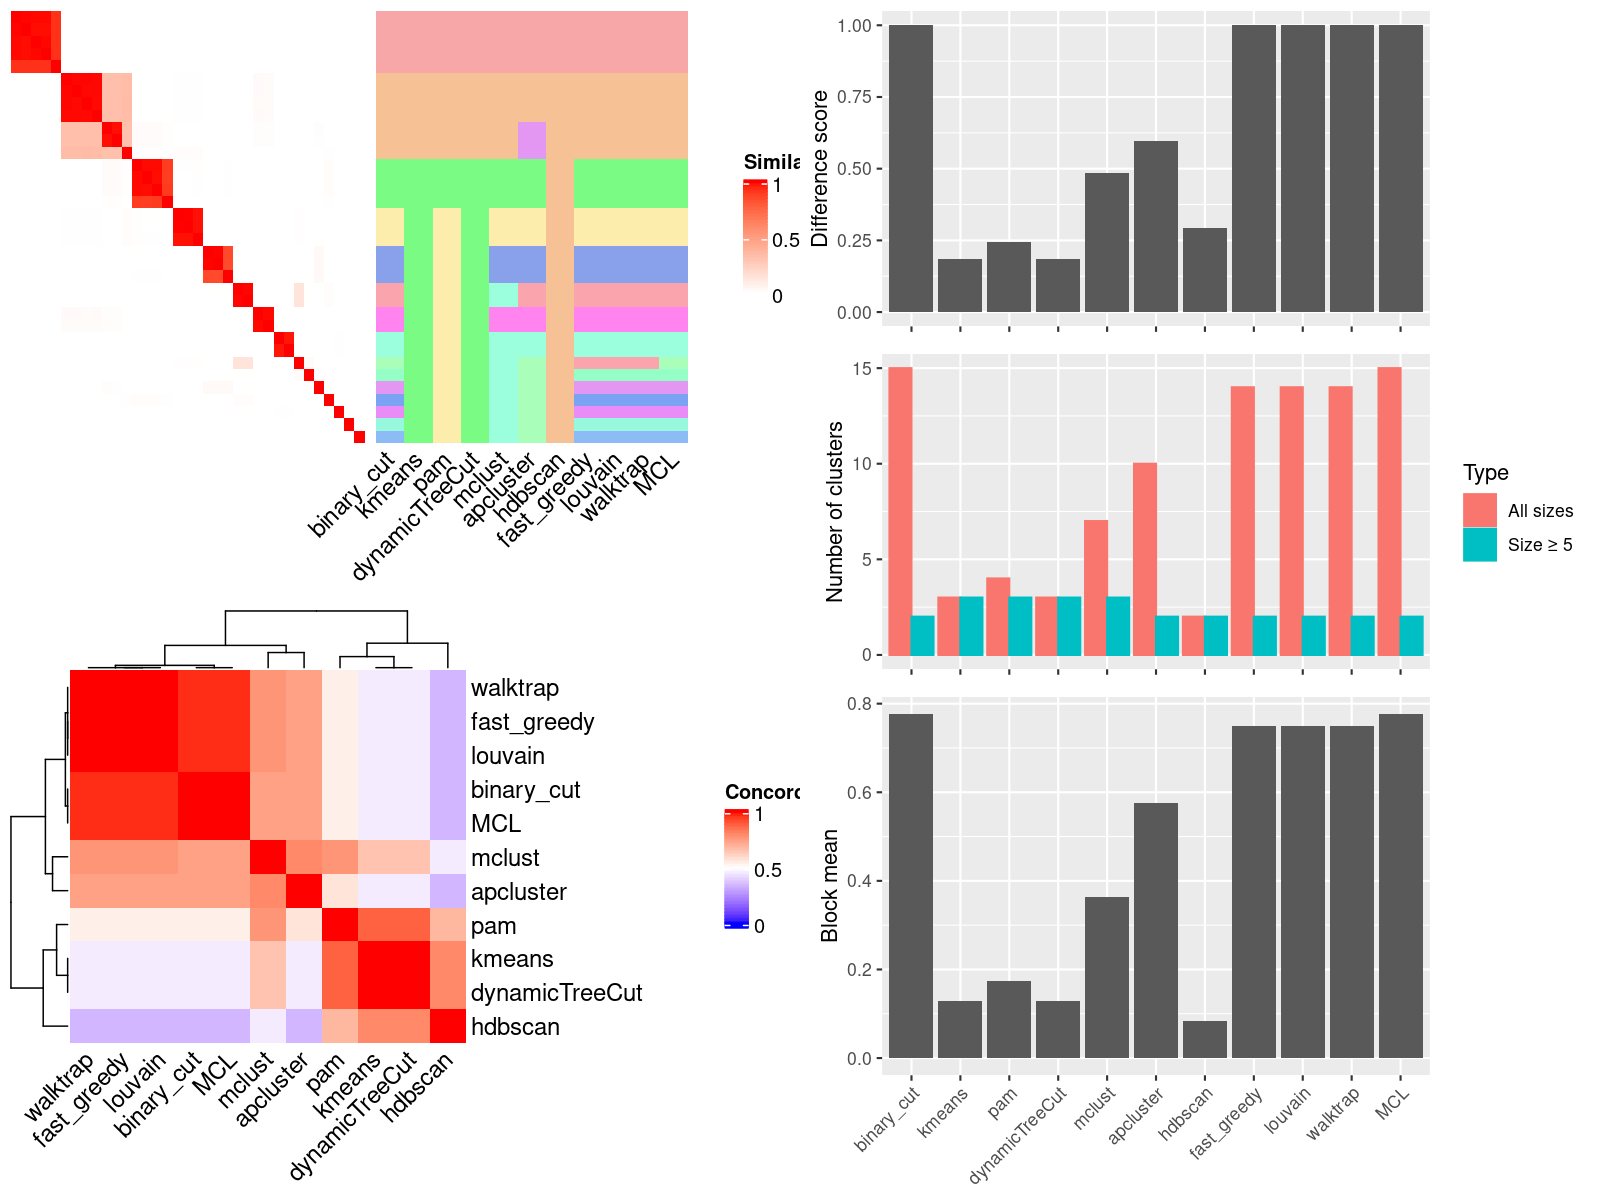 Simila
1
0.5
0
binary_cut
kmeans
pam
dynamicTreeCut
mclust
apcluster
hdbscan
fast_greedy
louvain
walktrap
MCL
walktrap
fast_greedy
louvain
binary_cut
MCL
mclust
apcluster
pam
kmeans
dynamicTreeCut
hdbscan
walktrap
fast_greedy
louvain
binary_cut
MCL
mclust
apcluster
pam
kmeans
dynamicTreeCut
hdbscan
Concord
1
0.5
0
Difference score
1.00
0.75
0.50
0.25
0.00
Number of clusters
15
10
5
0
Type
All sizes
Size ≥ 5
Block mean
0.8
0.6
0.4
0.2
0.0
binary_cut
kmeans
pam
dynamicTreeCut
mclust
apcluster
hdbscan
fast_greedy
louvain
walktrap
MCL